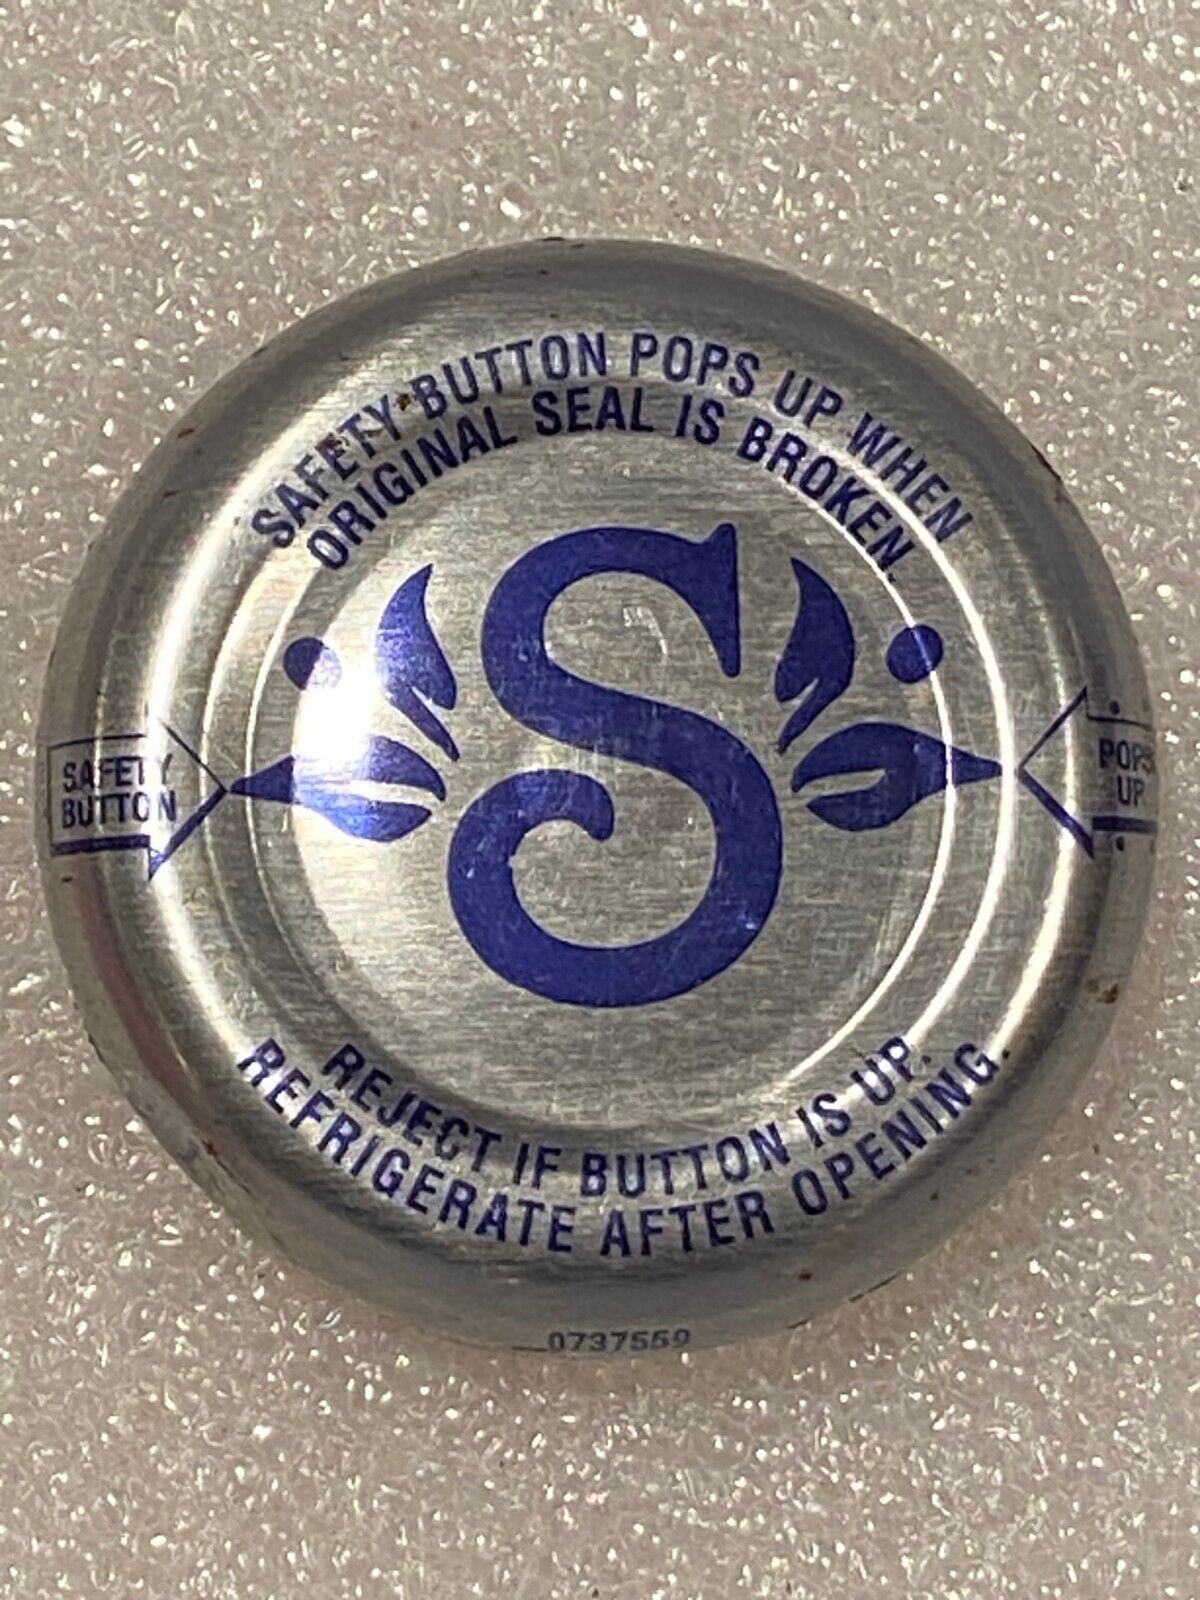 SAFETY BUTTON POPS UP WHEN
ORIGINAL SEAL IS BROKEN.
S
SAFETY
BUTTON
POPS
UP
REJECT IF BUTTON IS UP.
REFRIGERATE AFTER OPENING.
0737559